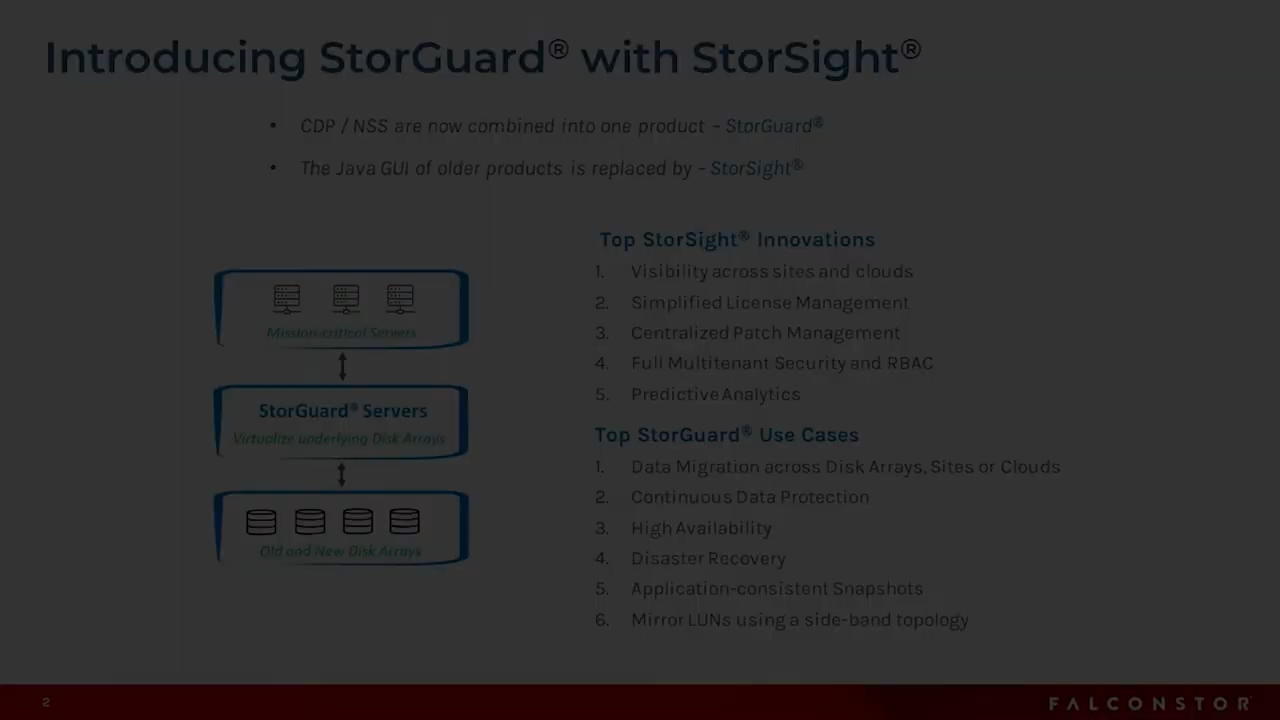 Introducing StorGuard® with StorSight®
• CDP / NSS are now combined into one product – StorGuard®
• The Java GUI of older products is replaced by – StorSight®
Mission-critical Servers
StorGuard® Servers
Virtualize underlying Disk Arrays
Old and New Disk Arrays
Top StorSight® Innovations
1. Visibility across sites and clouds
2. Simplified License Management
3. Centralized Patch Management
4. Full Multitenant Security and RBAC
5. Predictive Analytics
Top StorGuard® Use Cases
1. Data Migration across Disk Arrays, Sites or Clouds
2. Continuous Data Protection
3. High Availability
4. Disaster Recovery
5. Application-consistent Snapshots
6. Mirror LUNs using a side-band topology
2
FALCONSTOR